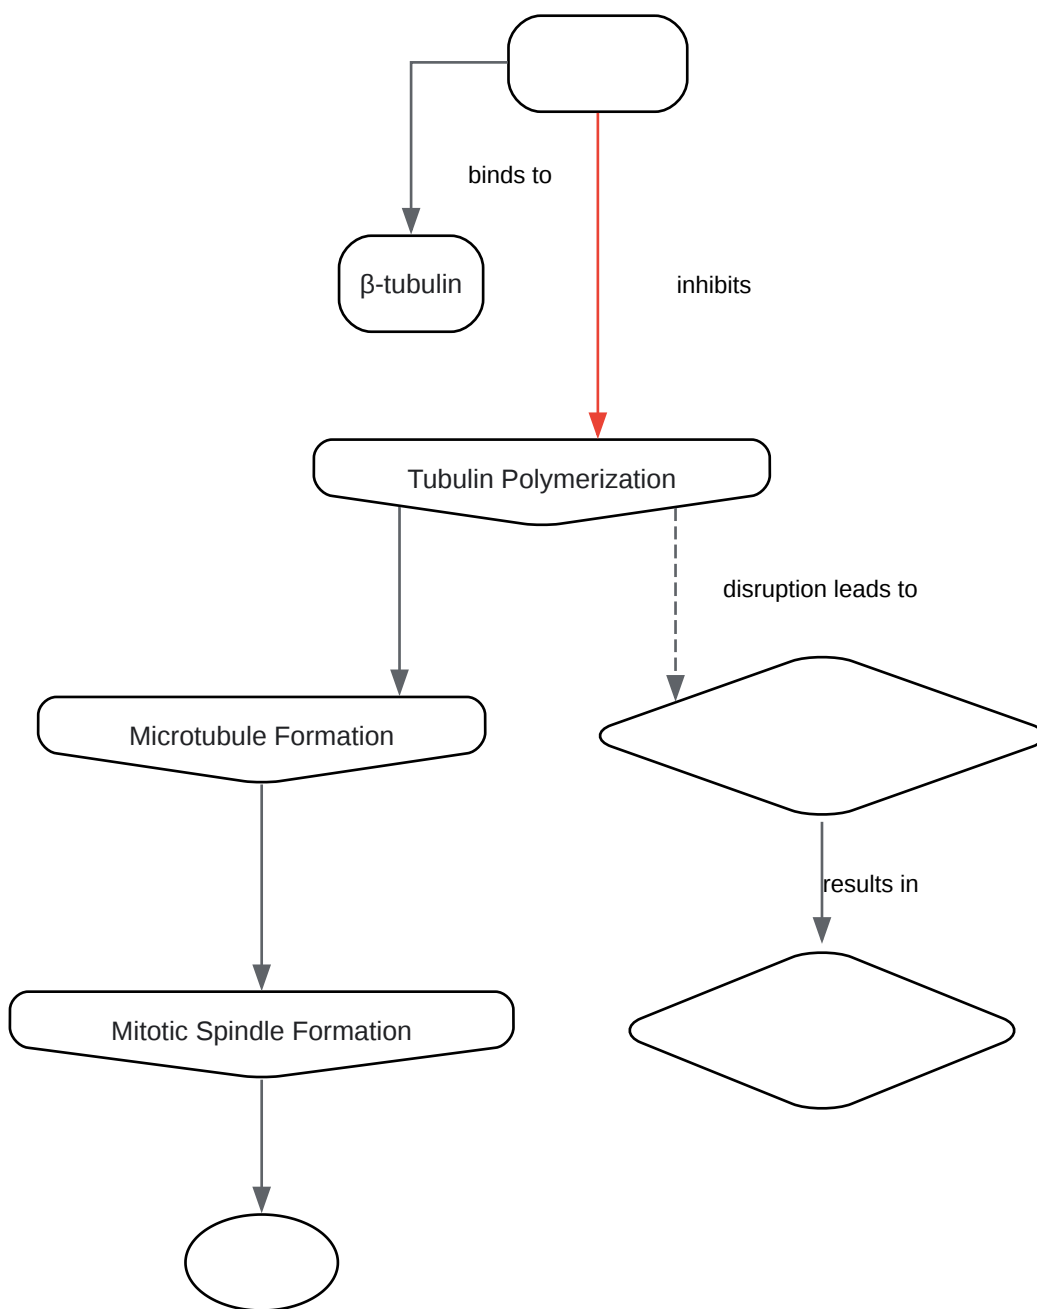 binds to
β-tubulin
inhibits
Tubulin Polymerization
disruption leads to
Microtubule Formation
results in
Mitotic Spindle Formation